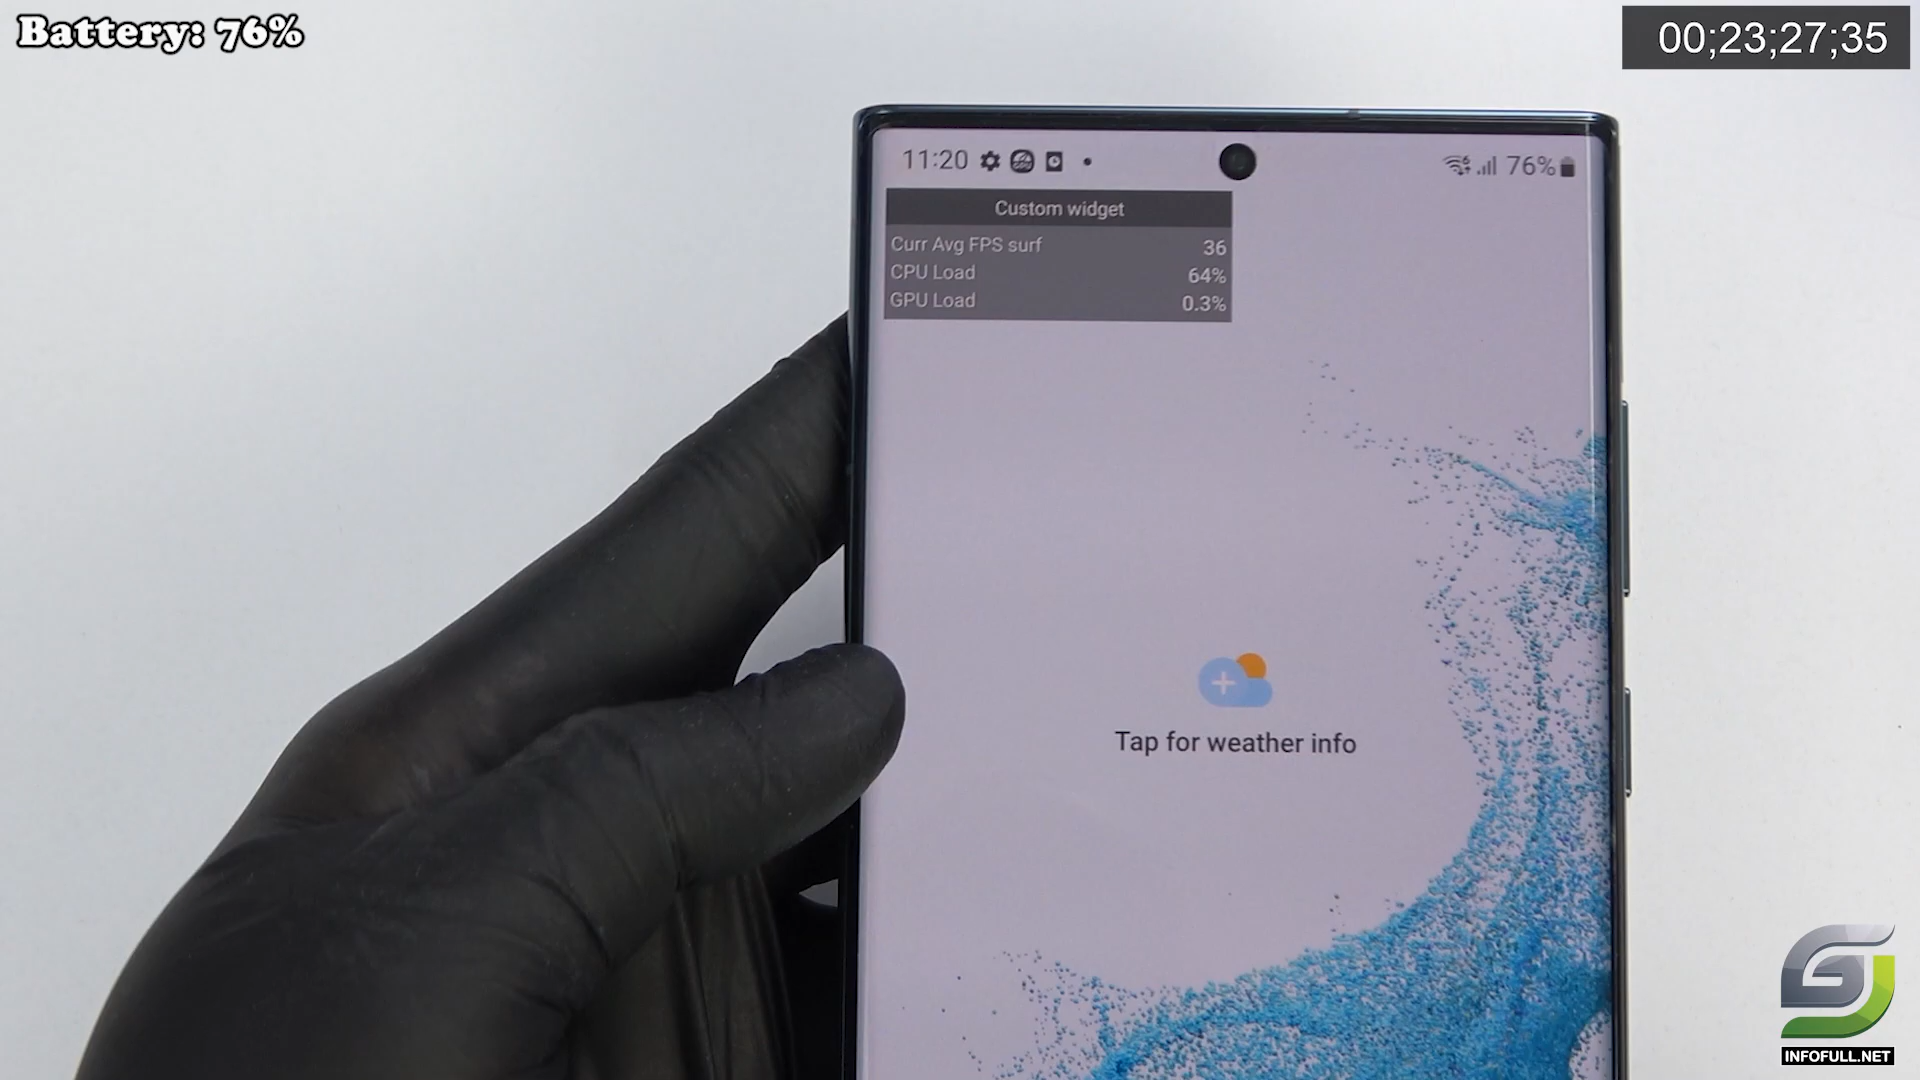 Battery: 76%
00;23;27;35
11:20
76%
Custom widget
Curr Avg FPS surf 36
CPU Load 64%
GPU Load 0.3%
Tap for weather info
INFOFULL.NET